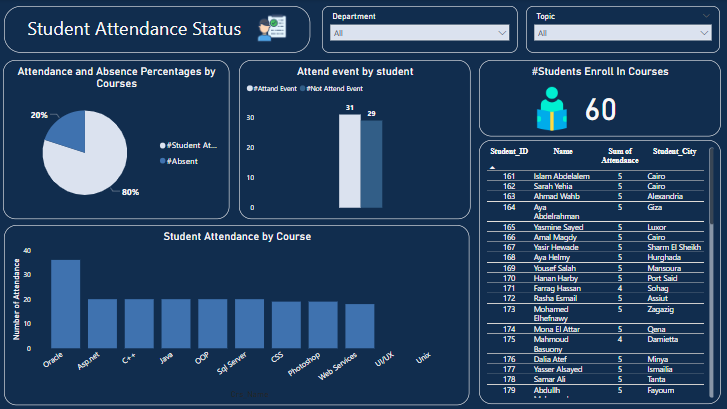 Student Attendance Status
Department
All
Topic
All
Attendance and Absence Percentages by
Courses
20%
80%
#Student At...
#Absent
Attend event by student
#Attand Event #Not Attend Event
31 29
30
20
10
0
#Students Enroll In Courses
60
Student Attendance by Course
Number of Attendance
40
30
20
10
0
Oracle Asp.net C++ Java OOP Sql Server CSS Photoshop Web Services UI/UX Unix
Student_ID Name Sum of Student_City
Attendance
161 Islam Abdelalem 5 Cairo
162 Sarah Yehia 5 Cairo
163 Ahmad Wahb 5 Alexandria
164 Aya 5 Giza
Abdelrahman
165 Yasmine Sayed 5 Luxor
166 Amal Magdy 5 Cairo
167 Yasir Hewade 5 Sharm El Sheikh
168 Aya Helmy 5 Hurghada
169 Yousef Salah 5 Mansoura
170 Hanan Harby 5 Port Said
171 Farrag Hassan 4 Sohag
172 Rasha Esmail 5 Assiut
173 Mohamed 5 Zagazig
Elhefnawy
174 Mona El Attar 5 Qena
175 Mahmoud 4 Damietta
Basuony
176 Dalia Atef 5 Minya
177 Yasser Alsayed 5 Ismailia
178 Samar Ali 5 Tanta
179 Abdullh 5 Fayoum